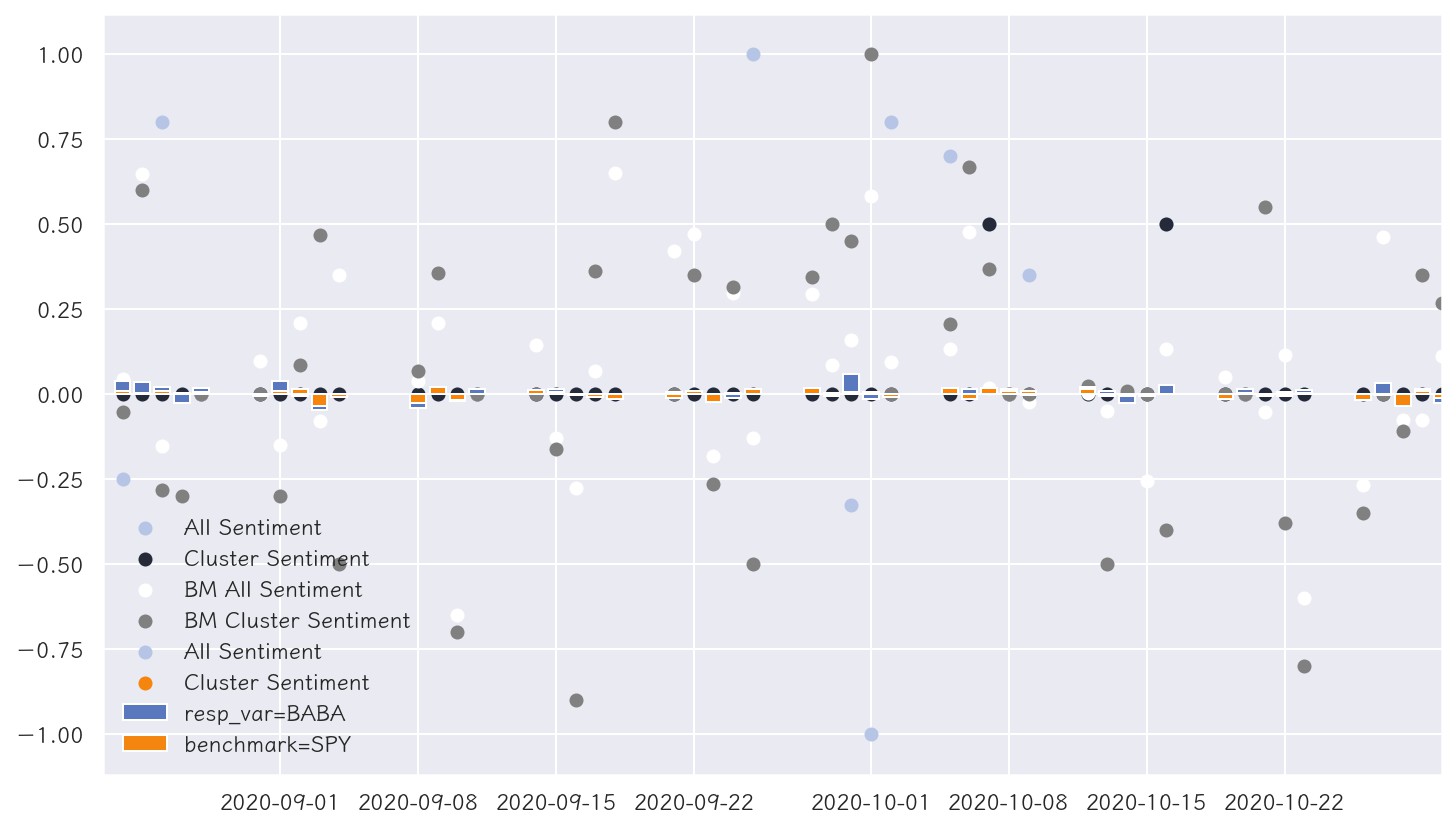 1.00
0.75
0.50
0.25
0.00
−0.25
−0.50
−0.75
−1.00
All Sentiment
Cluster Sentiment
BM All Sentiment
BM Cluster Sentiment
All Sentiment
Cluster Sentiment
resp_var=BABA
benchmark=SPY
2020-09-01 2020-09-08 2020-09-15 2020-09-22 2020-10-01 2020-10-08 2020-10-15 2020-10-22